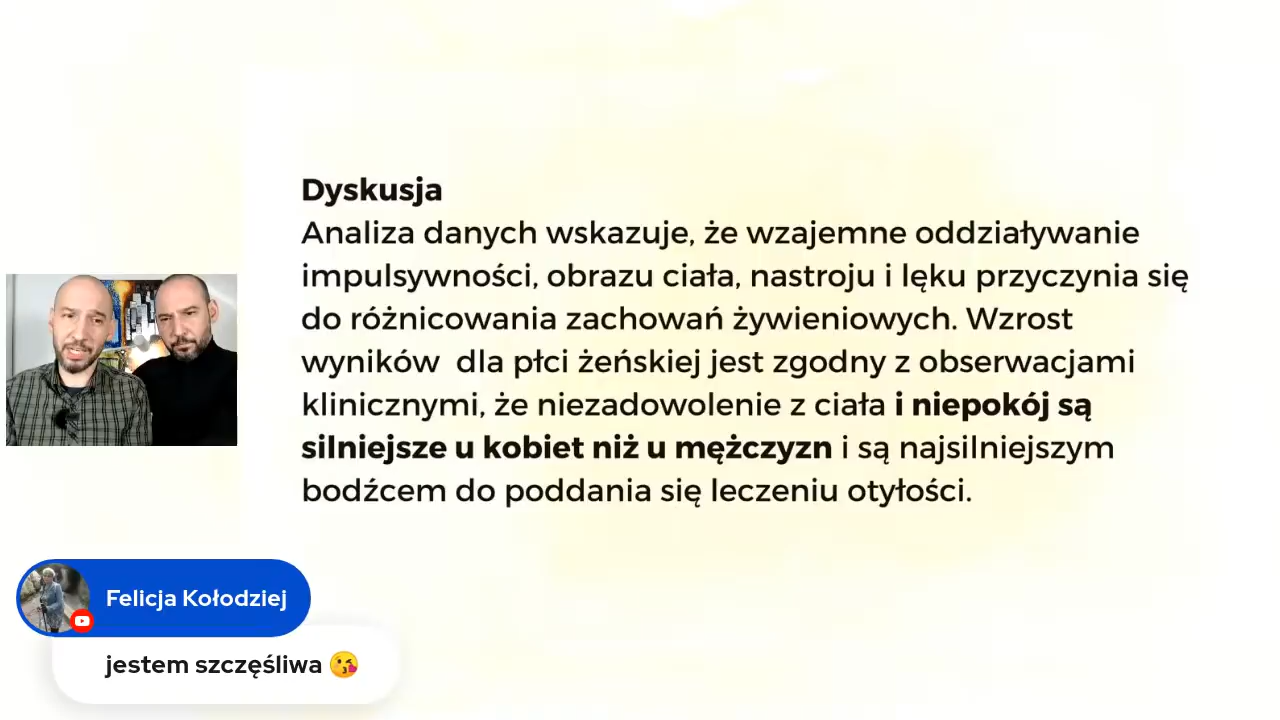 Dyskusja
Analiza danych wskazuje, że wzajemne oddziaływanie
impulsywności, obrazu ciała, nastroju i lęku przyczynia się
do różnicowania zachowań żywieniowych. Wzrost
wyników  dla płci żeńskiej jest zgodny z obserwacjami
klinicznymi, że niezadowolenie z ciała i niepokój są
silniejsze u kobiet niż u mężczyzn i są najsilniejszym
bodźcem do poddania się leczeniu otyłości.
Felicja Kołodziej
jestem szczęśliwa 😘